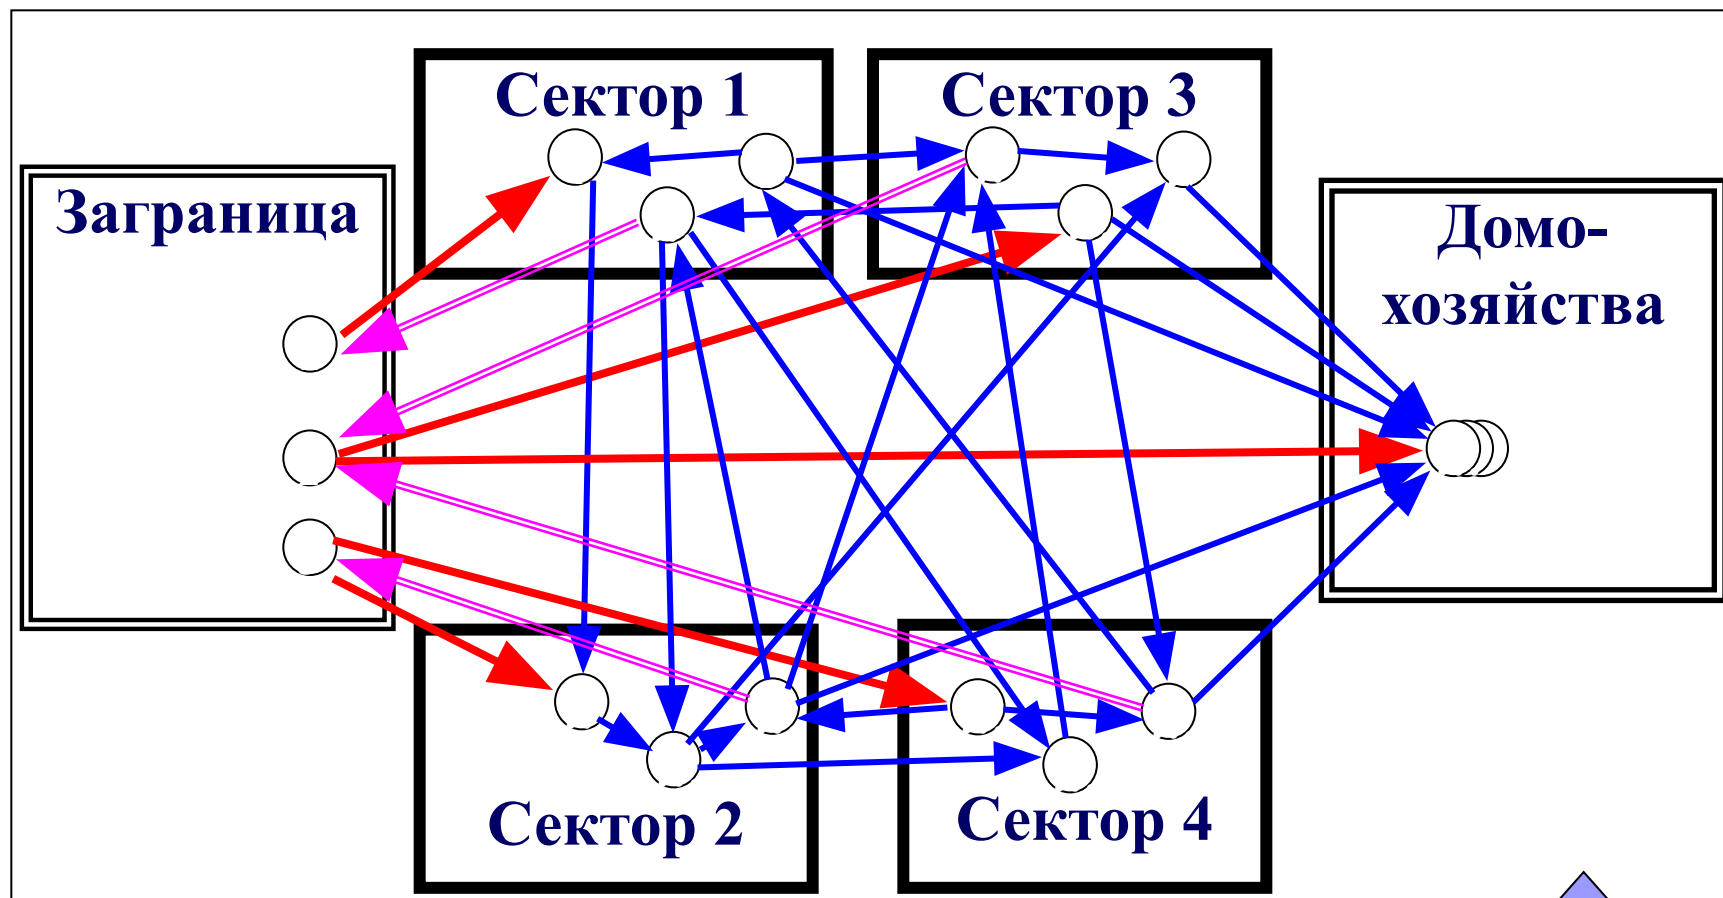 Сектор 1
Сектор 3
Заграница
Домо-
хозяйства
Сектор 2
Сектор 4